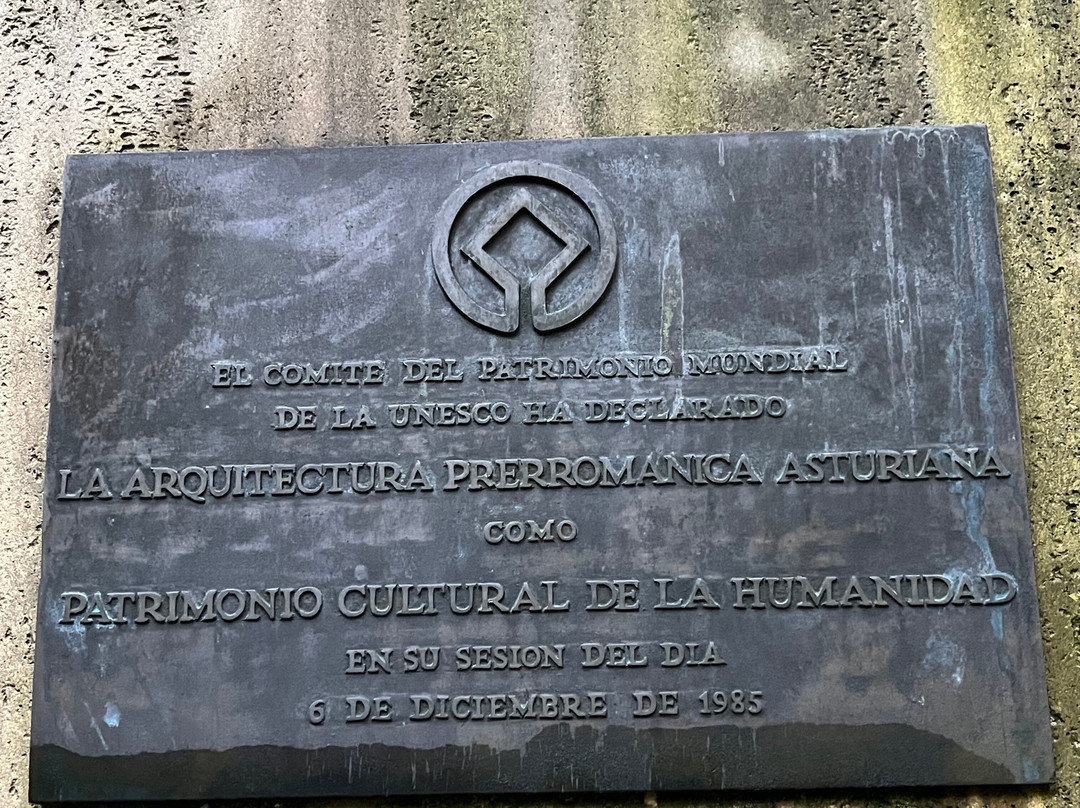 EL COMITE DEL PATRIMONIO MUNDIAL
DE LA UNESCO HA DECLARADO
LA ARQUITECTURA PRERROMANICA ASTURIANA
COMO
PATRIMONIO CULTURAL DE LA HUMANIDAD
EN SU SESION DEL DIA
6 DE DICIEMBRE DE 1985